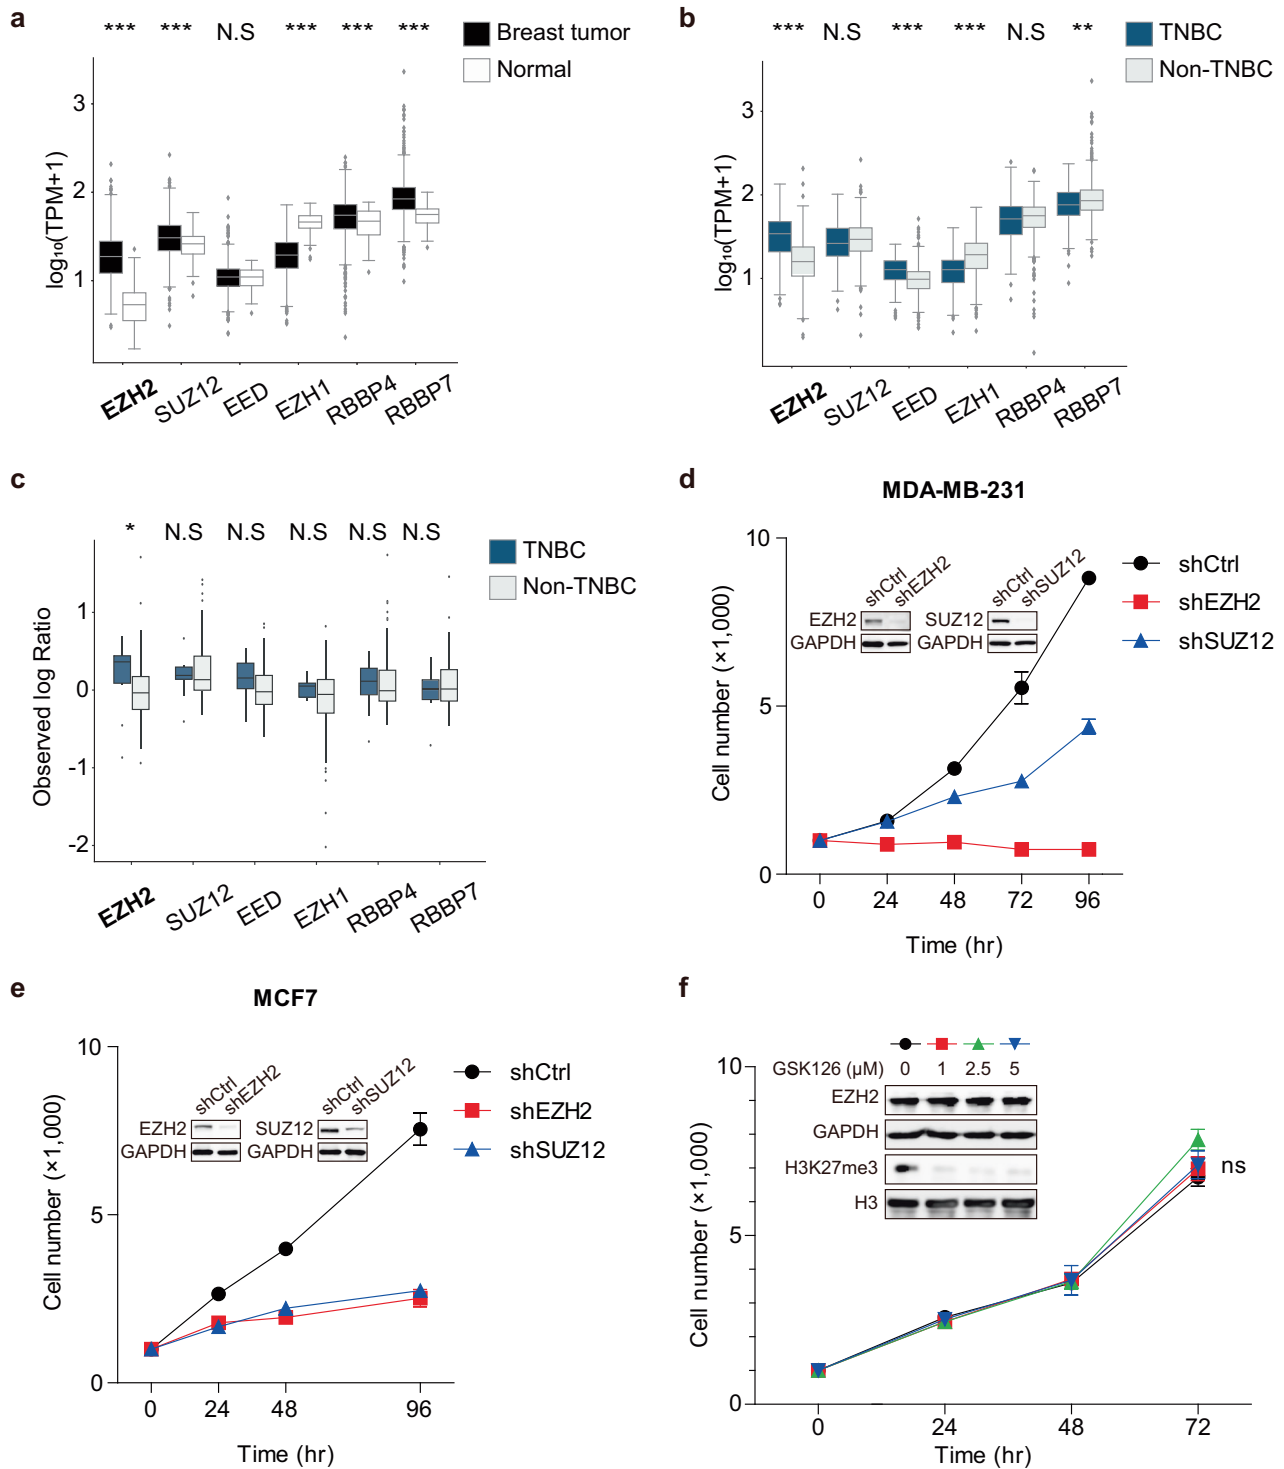 a
*** *** N.S *** *** ***
Breast tumor
Normal
log₁₀(TPM+1)
3
2
1
EZH2 SUZ12 EED EZH1 RBBP4 RBBP7
b
*** N.S *** *** N.S **
TNBC
Non-TNBC
log₁₀(TPM+1)
3
2
1
EZH2 SUZ12 EED EZH1 RBBP4 RBBP7
c
* N.S N.S N.S N.S N.S
TNBC
Non-TNBC
Observed log Ratio
1
0
-1
-2
EZH2 SUZ12 EED EZH1 RBBP4 RBBP7
d
MDA-MB-231
Cell number (×1,000)
10
5
0
shCtrl shEZH2 shCtrl shSUZ12
EZH2 SUZ12
GAPDH GAPDH
shCtrl
shEZH2
shSUZ12
0 24 48 72 96
Time (hr)
e
MCF7
Cell number (×1,000)
10
5
0
shCtrl shEZH2 shCtrl shSUZ12
EZH2 SUZ12
GAPDH GAPDH
shCtrl
shEZH2
shSUZ12
0 24 48 96
Time (hr)
f
Cell number (×1,000)
10
5
0
GSK126 (μM) 0 1 2.5 5
EZH2
GAPDH
H3K27me3
H3
ns
0 24 48 72
Time (hr)